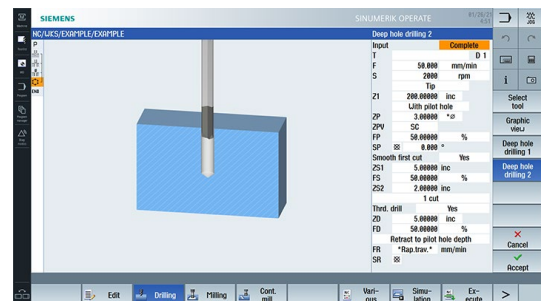 SIEMENS
SINUMERIK OPERATE
JOG
NC/WKS/EXAMPLE/EXAMPLE
Deep hole drilling 2
Input Complete
T D 1
F 50.000 mm/min
S 2000 rpm
Tip
Z1 200.00000 inc
With pilot hole
ZP 3.00000 *ø
ZPV SC
FP 50.00000 %
SP 0.000 °
Smooth first cut Yes
ZS1 5.00000 inc
FS 50.00000 %
ZS2 2.00000 inc
1 cut
Thrd. drill Yes
ZD 5.00000 inc
FD 50.00000 %
Retract to pilot hole depth
FR *Rap.trav.* mm/min
SR
P
END
Select
tool
Graphic
view
Deep hole
drilling 1
Deep hole
drilling 2
Cancel
Accept
Edit
Drilling
Milling
Cont.
mill.
Vari-
ous
Simu-
lation
Ex-
ecute